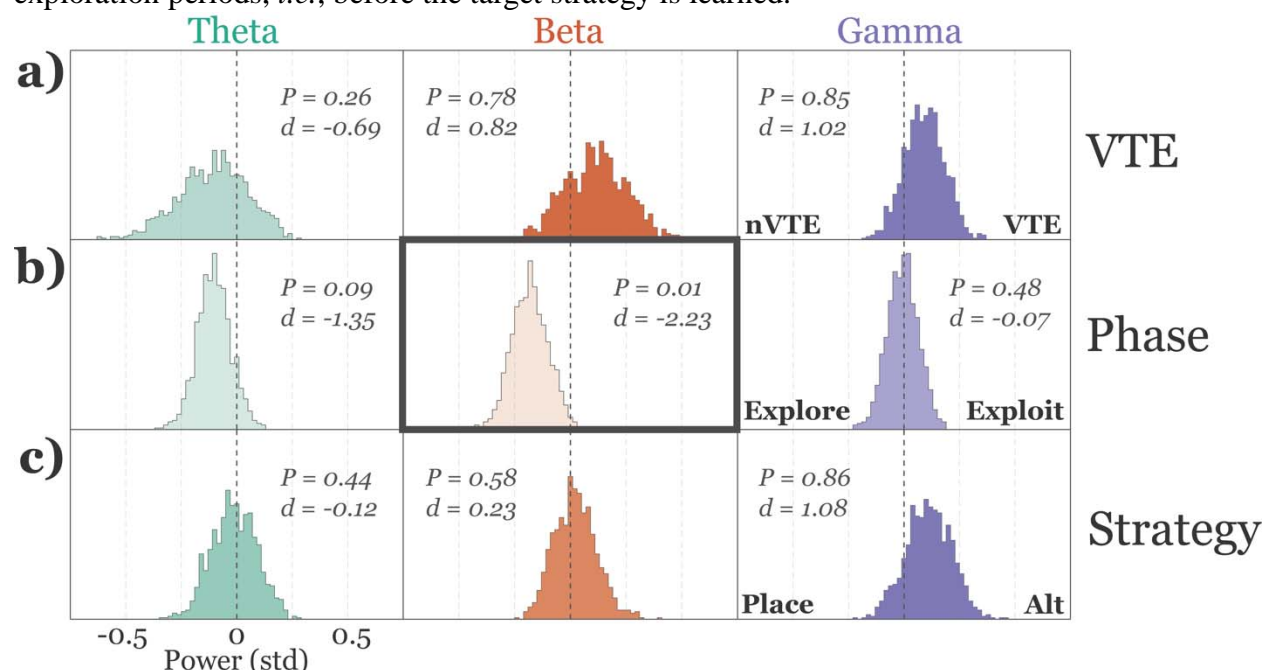 exploration periods, i.e., before the target strategy is learned.
Theta Beta Gamma
a)
P = 0.26
d = -0.69
P = 0.78
d = 0.82
P = 0.85
d = 1.02
nVTE VTE
VTE
b)
P = 0.09
d = -1.35
P = 0.01
d = -2.23
P = 0.48
d = -0.07
Explore Exploit
Phase
c)
P = 0.44
d = -0.12
P = 0.58
d = 0.23
P = 0.86
d = 1.08
Place Alt
Strategy
-0.5 0 0.5
Power (std)